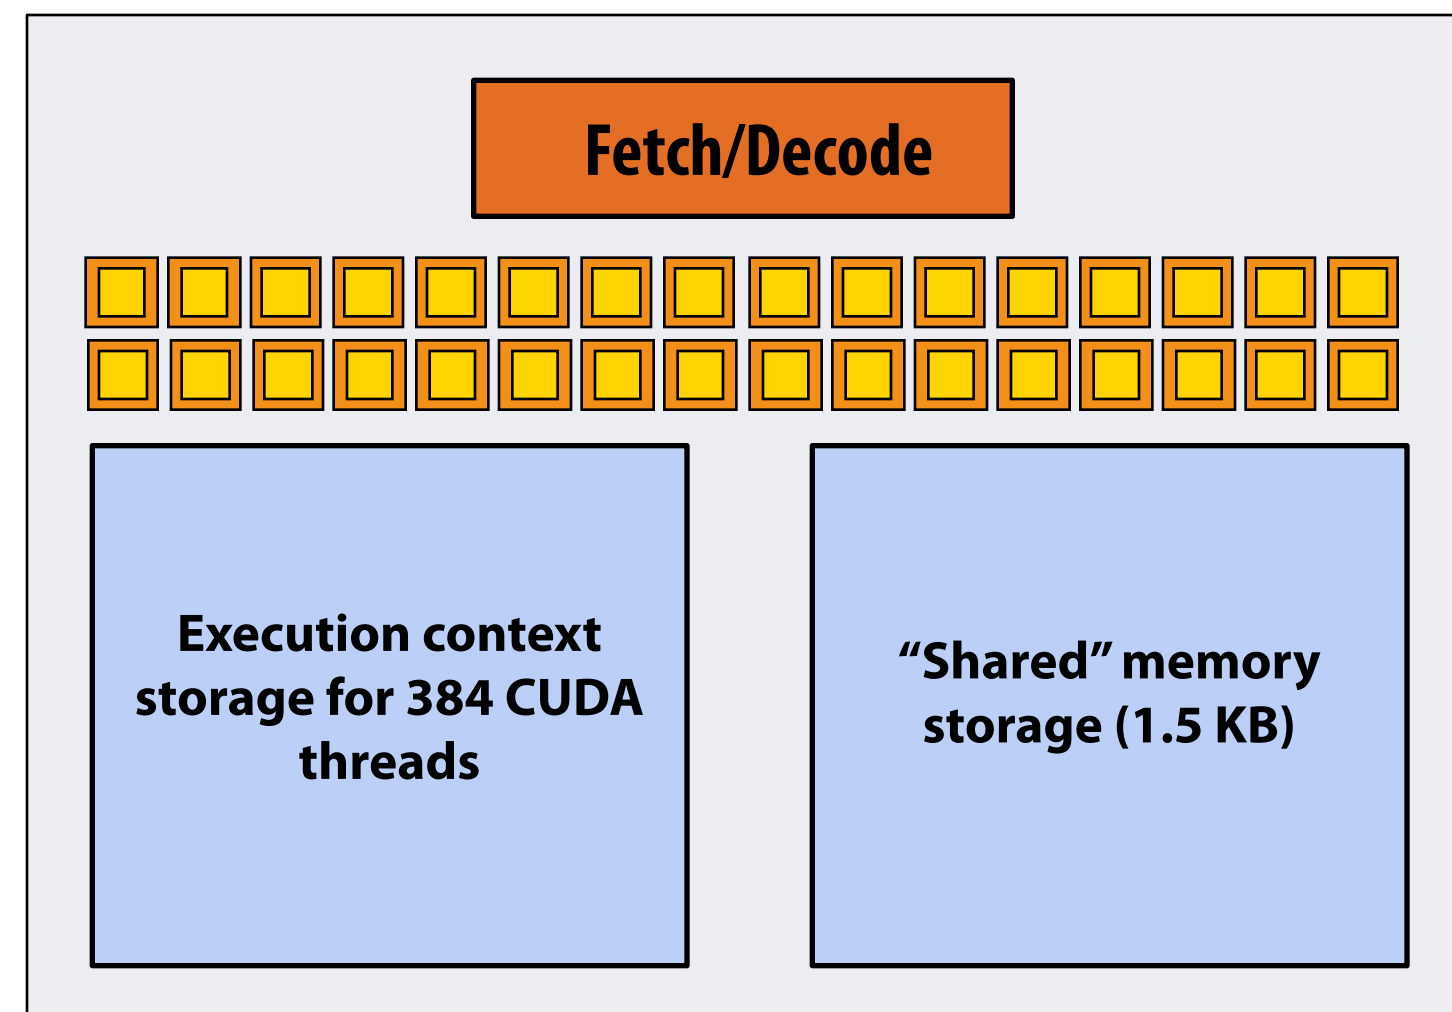 Fetch/Decode
Execution context
storage for 384 CUDA
threads
“Shared” memory
storage (1.5 KB)